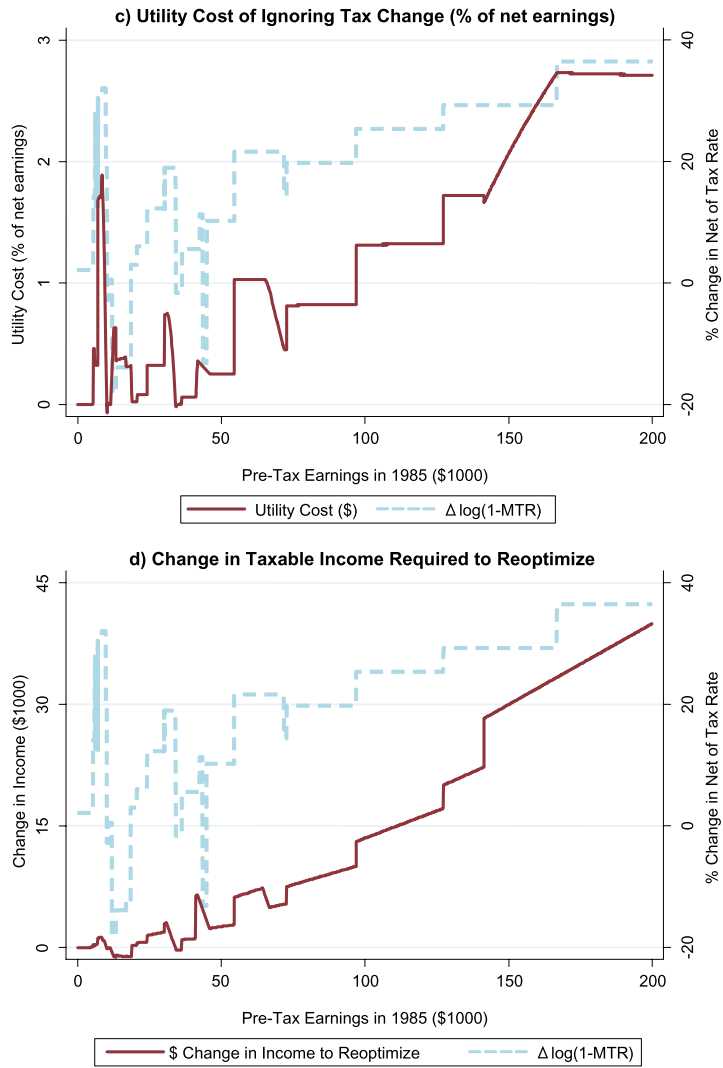 c) Utility Cost of Ignoring Tax Change (% of net earnings)
3
2
1
0
Utility Cost (% of net earnings)
40
20
0
-20
% Change in Net of Tax Rate
0 50 100 150 200
Pre-Tax Earnings in 1985 ($1000)
Utility Cost ($) Δ log(1-MTR)
d) Change in Taxable Income Required to Reoptimize
45
30
15
0
Change in Income ($1000)
40
20
0
-20
% Change in Net of Tax Rate
0 50 100 150 200
Pre-Tax Earnings in 1985 ($1000)
$ Change in Income to Reoptimize Δ log(1-MTR)